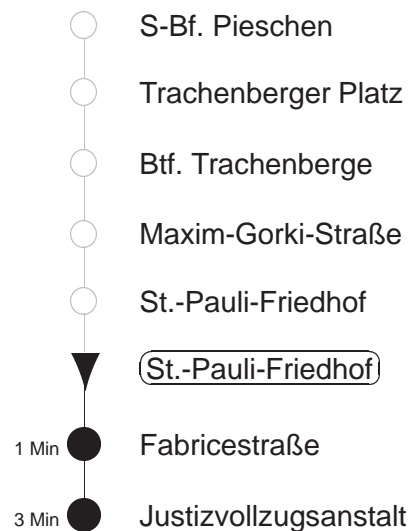 S-Bf. Pieschen
Trachenberger Platz
Btf. Trachenberge
Maxim-Gorki-Straße
St.-Pauli-Friedhof
St.-Pauli-Friedhof
1 Min Fabricestraße
3 Min Justizvollzugsanstalt